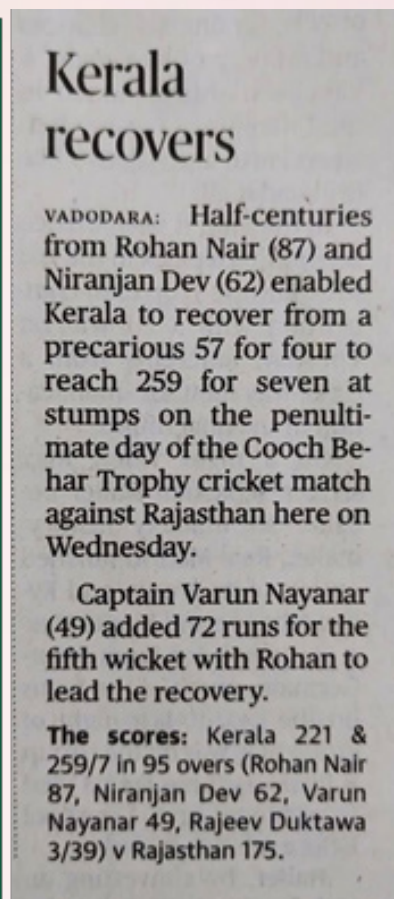 Kerala
recovers
VADODARA: Half-centuries
from Rohan Nair (87) and
Niranjan Dev (62) enabled
Kerala to recover from a
precarious 57 for four to
reach 259 for seven at
stumps on the penulti-
mate day of the Cooch Be-
har Trophy cricket match
against Rajasthan here on
Wednesday.
Captain Varun Nayanar
(49) added 72 runs for the
fifth wicket with Rohan to
lead the recovery.
The scores: Kerala 221 &
259/7 in 95 overs (Rohan Nair
87, Niranjan Dev 62, Varun
Nayanar 49, Rajeev Duktawa
3/39) v Rajasthan 175.